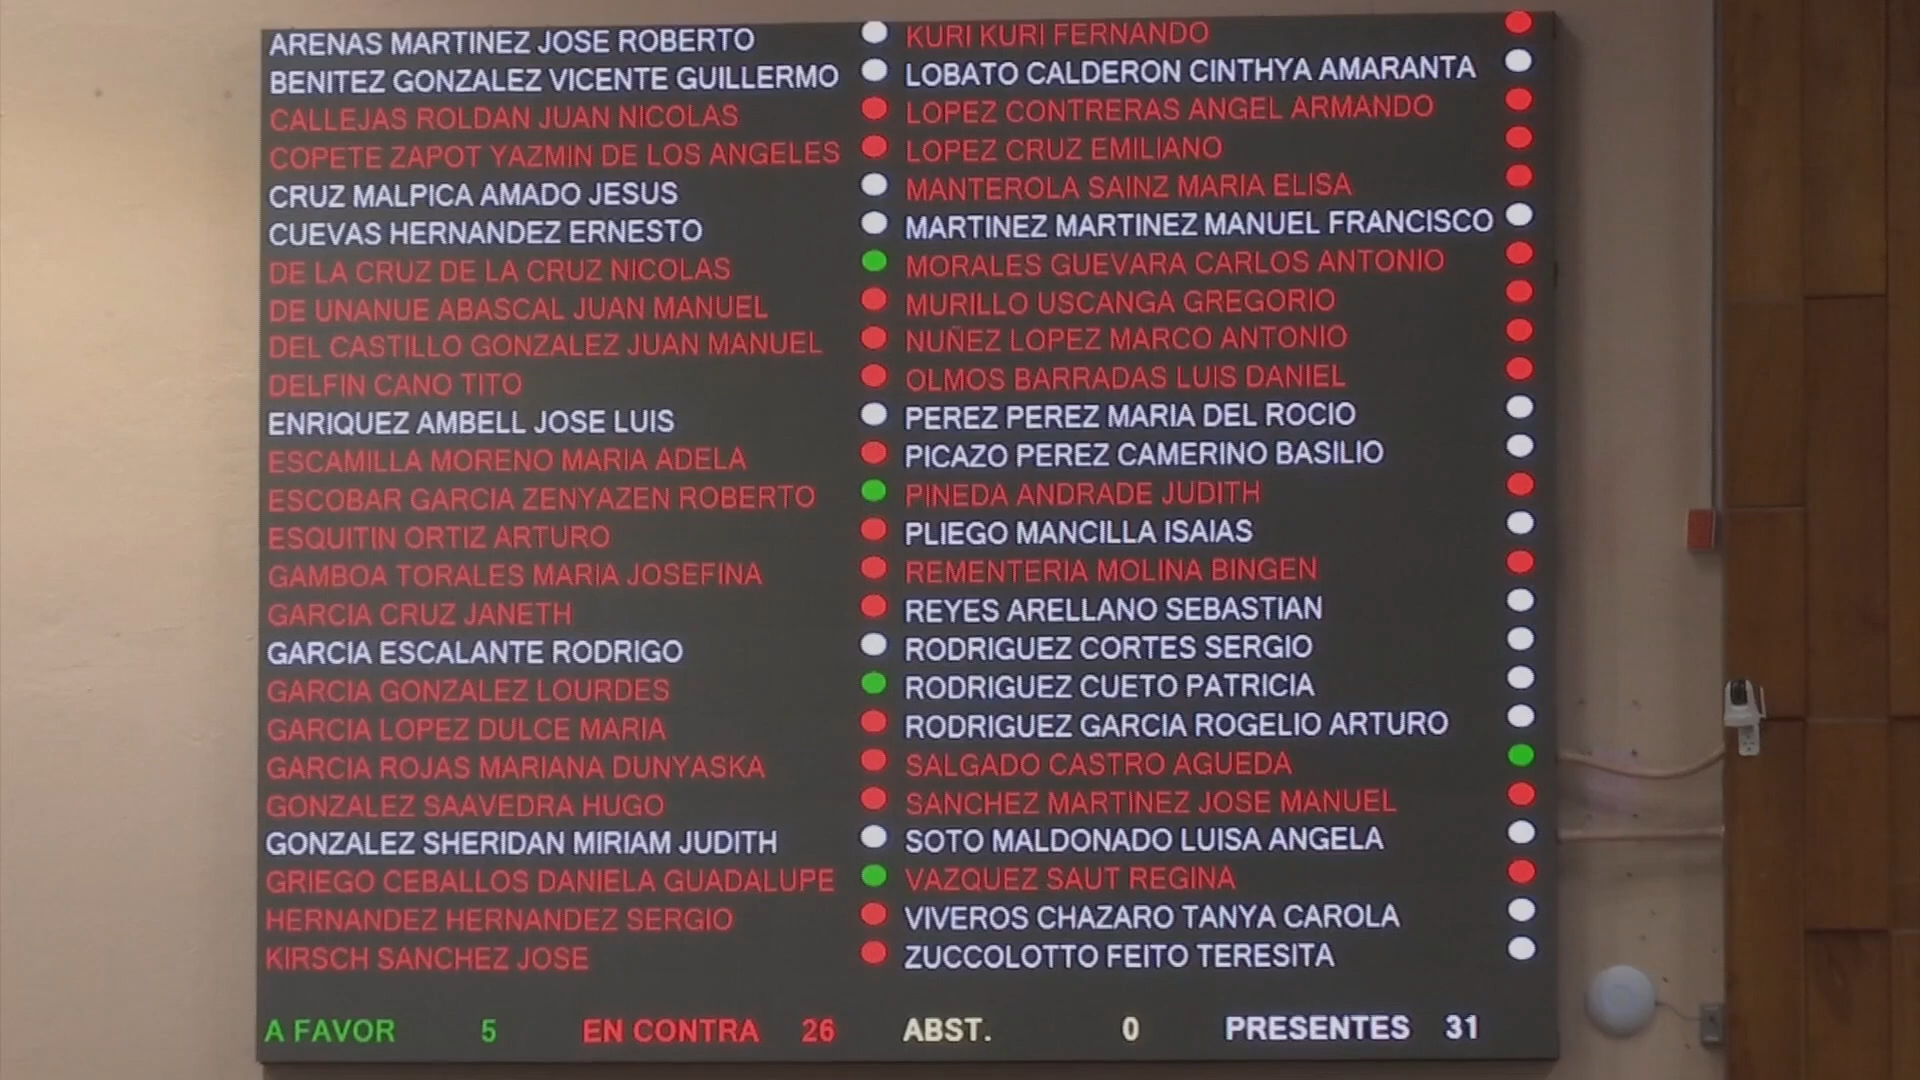 ARENAS MARTINEZ JOSE ROBERTO
BENITEZ GONZALEZ VICENTE GUILLERMO
CALLEJAS ROLDAN JUAN NICOLAS
COPETE ZAPOT YAZMIN DE LOS ANGELES
CRUZ MALPICA AMADO JESUS
CUEVAS HERNANDEZ ERNESTO
DE LA CRUZ DE LA CRUZ NICOLAS
DE UNANUE ABASCAL JUAN MANUEL
DEL CASTILLO GONZALEZ JUAN MANUEL
DELFIN CANO TITO
ENRIQUEZ AMBELL JOSE LUIS
ESCAMILLA MORENO MARIA ADELA
ESCOBAR GARCIA ZENYAZEN ROBERTO
ESQUITIN ORTIZ ARTURO
GAMBOA TORALES MARIA JOSEFINA
GARCIA CRUZ JANETH
GARCIA ESCALANTE RODRIGO
GARCIA GONZALEZ LOURDES
GARCIA LOPEZ DULCE MARIA
GARCIA ROJAS MARIANA DUNYASKA
GONZALEZ SAAVEDRA HUGO
GONZALEZ SHERIDAN MIRIAM JUDITH
GRIEGO CEBALLOS DANIELA GUADALUPE
HERNANDEZ HERNANDEZ SERGIO
KIRSCH SANCHEZ JOSE
KURI KURI FERNANDO
LOBATO CALDERON CINTHYA AMARANTA
LOPEZ CONTRERAS ANGEL ARMANDO
LOPEZ CRUZ EMILIANO
MANTEROLA SAINZ MARIA ELISA
MARTINEZ MARTINEZ MANUEL FRANCISCO
MORALES GUEVARA CARLOS ANTONIO
MURILLO USCANGA GREGORIO
NUÑEZ LOPEZ MARCO ANTONIO
OLMOS BARRADAS LUIS DANIEL
PEREZ PEREZ MARIA DEL ROCIO
PICAZO PEREZ CAMERINO BASILIO
PINEDA ANDRADE JUDITH
PLIEGO MANCILLA ISAIAS
REMENTERIA MOLINA BINGEN
REYES ARELLANO SEBASTIAN
RODRIGUEZ CORTES SERGIO
RODRIGUEZ CUETO PATRICIA
RODRIGUEZ GARCIA ROGELIO ARTURO
SALGADO CASTRO AGUEDA
SANCHEZ MARTINEZ JOSE MANUEL
SOTO MALDONADO LUISA ANGELA
VAZQUEZ SAUT REGINA
VIVEROS CHAZARO TANYA CAROLA
ZUCCOLOTTO FEITO TERESITA
A FAVOR 5 EN CONTRA 26 ABST. 0 PRESENTES 31